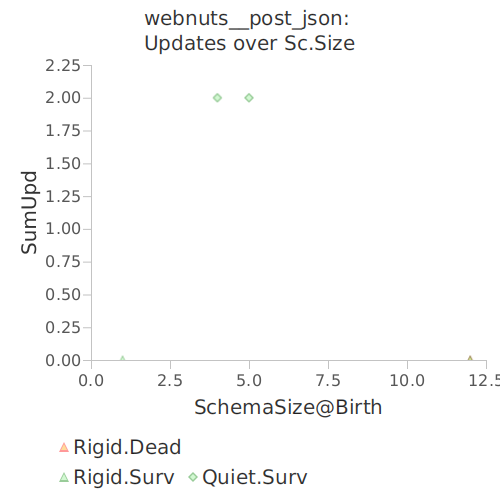 webnuts__post_json:
Updates over Sc.Size
2.25
2.00
1.75
1.50
1.25
1.00
0.75
0.50
0.25
0.00
SumUpd
0.0 2.5 5.0 7.5 10.0 12.5
SchemaSize@Birth
Rigid.Dead
Rigid.Surv Quiet.Surv